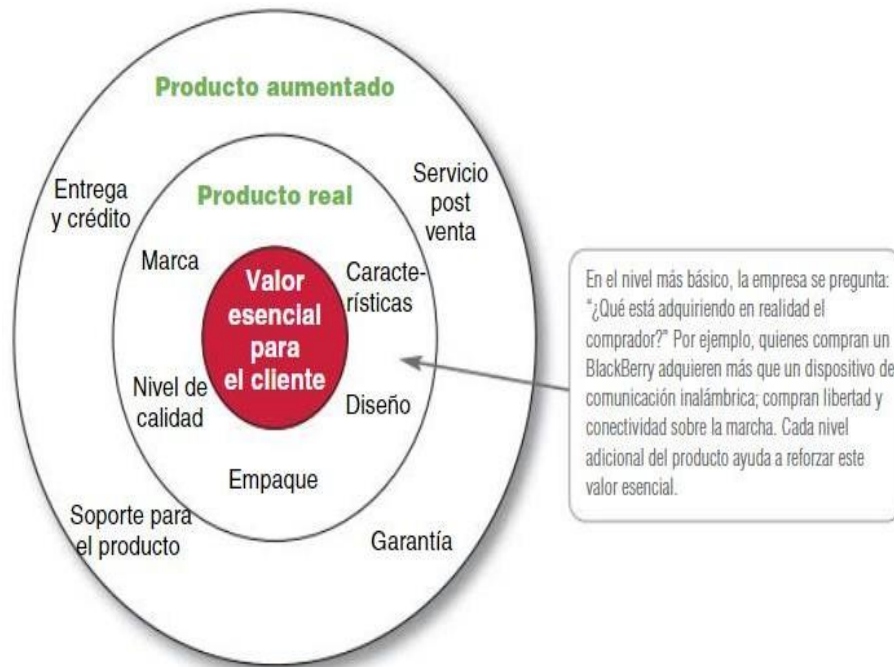 Producto aumentado
Entrega
y crédito
Servicio
post
venta
Producto real
Marca
Caracte-
rísticas
Valor
esencial
para
el cliente
Nivel de
calidad
Diseño
Empaque
Soporte para
el producto
Garantía
En el nivel más básico, la empresa se pregunta:
“¿Qué está adquiriendo en realidad el
comprador?” Por ejemplo, quienes compran un
BlackBerry adquieren más que un dispositivo de
comunicación inalámbrica; compran libertad y
conectividad sobre la marcha. Cada nivel
adicional del producto ayuda a reforzar este
valor esencial.